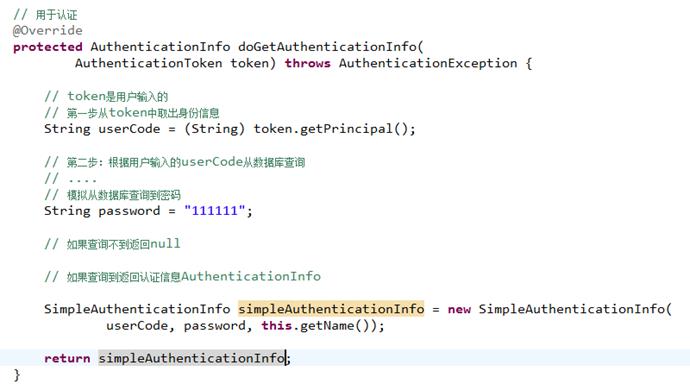 // 用于认证
@Override
protected AuthenticationInfo doGetAuthenticationInfo(
AuthenticationToken token) throws AuthenticationException {
// token是用户输入的
// 第一步从token中取出身份信息
String userCode = (String) token.getPrincipal();
// 第二步：根据用户输入的userCode从数据库查询
// ....
// 模拟从数据库查询到密码
String password = "111111";
// 如果查询不到返回null
// 如果查询到返回认证信息AuthenticationInfo
SimpleAuthenticationInfo simpleAuthenticationInfo = new SimpleAuthenticationInfo(
userCode, password, this.getName());
return simpleAuthenticationInfo;
}